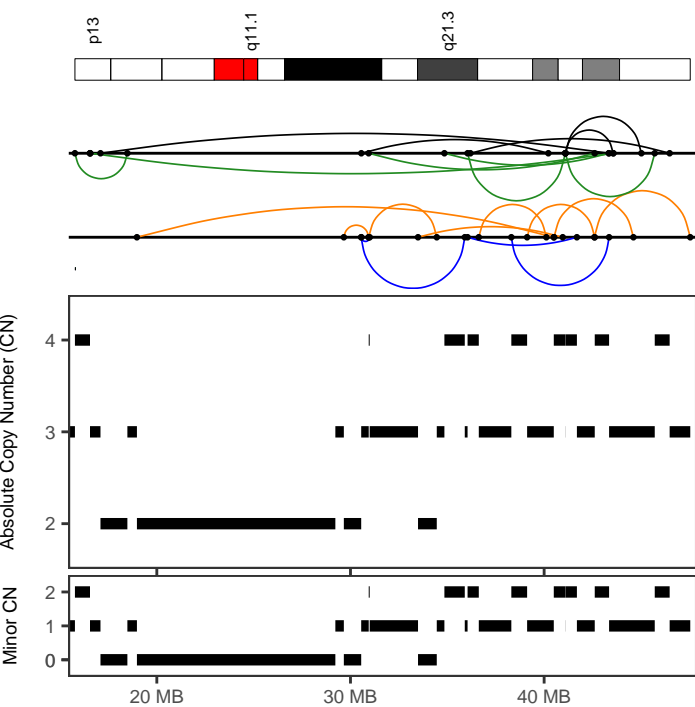 p13
q11.1
q21.3
Absolute Copy Number (CN)
4
3
2
Minor CN
2
1
0
20 MB
30 MB
40 MB